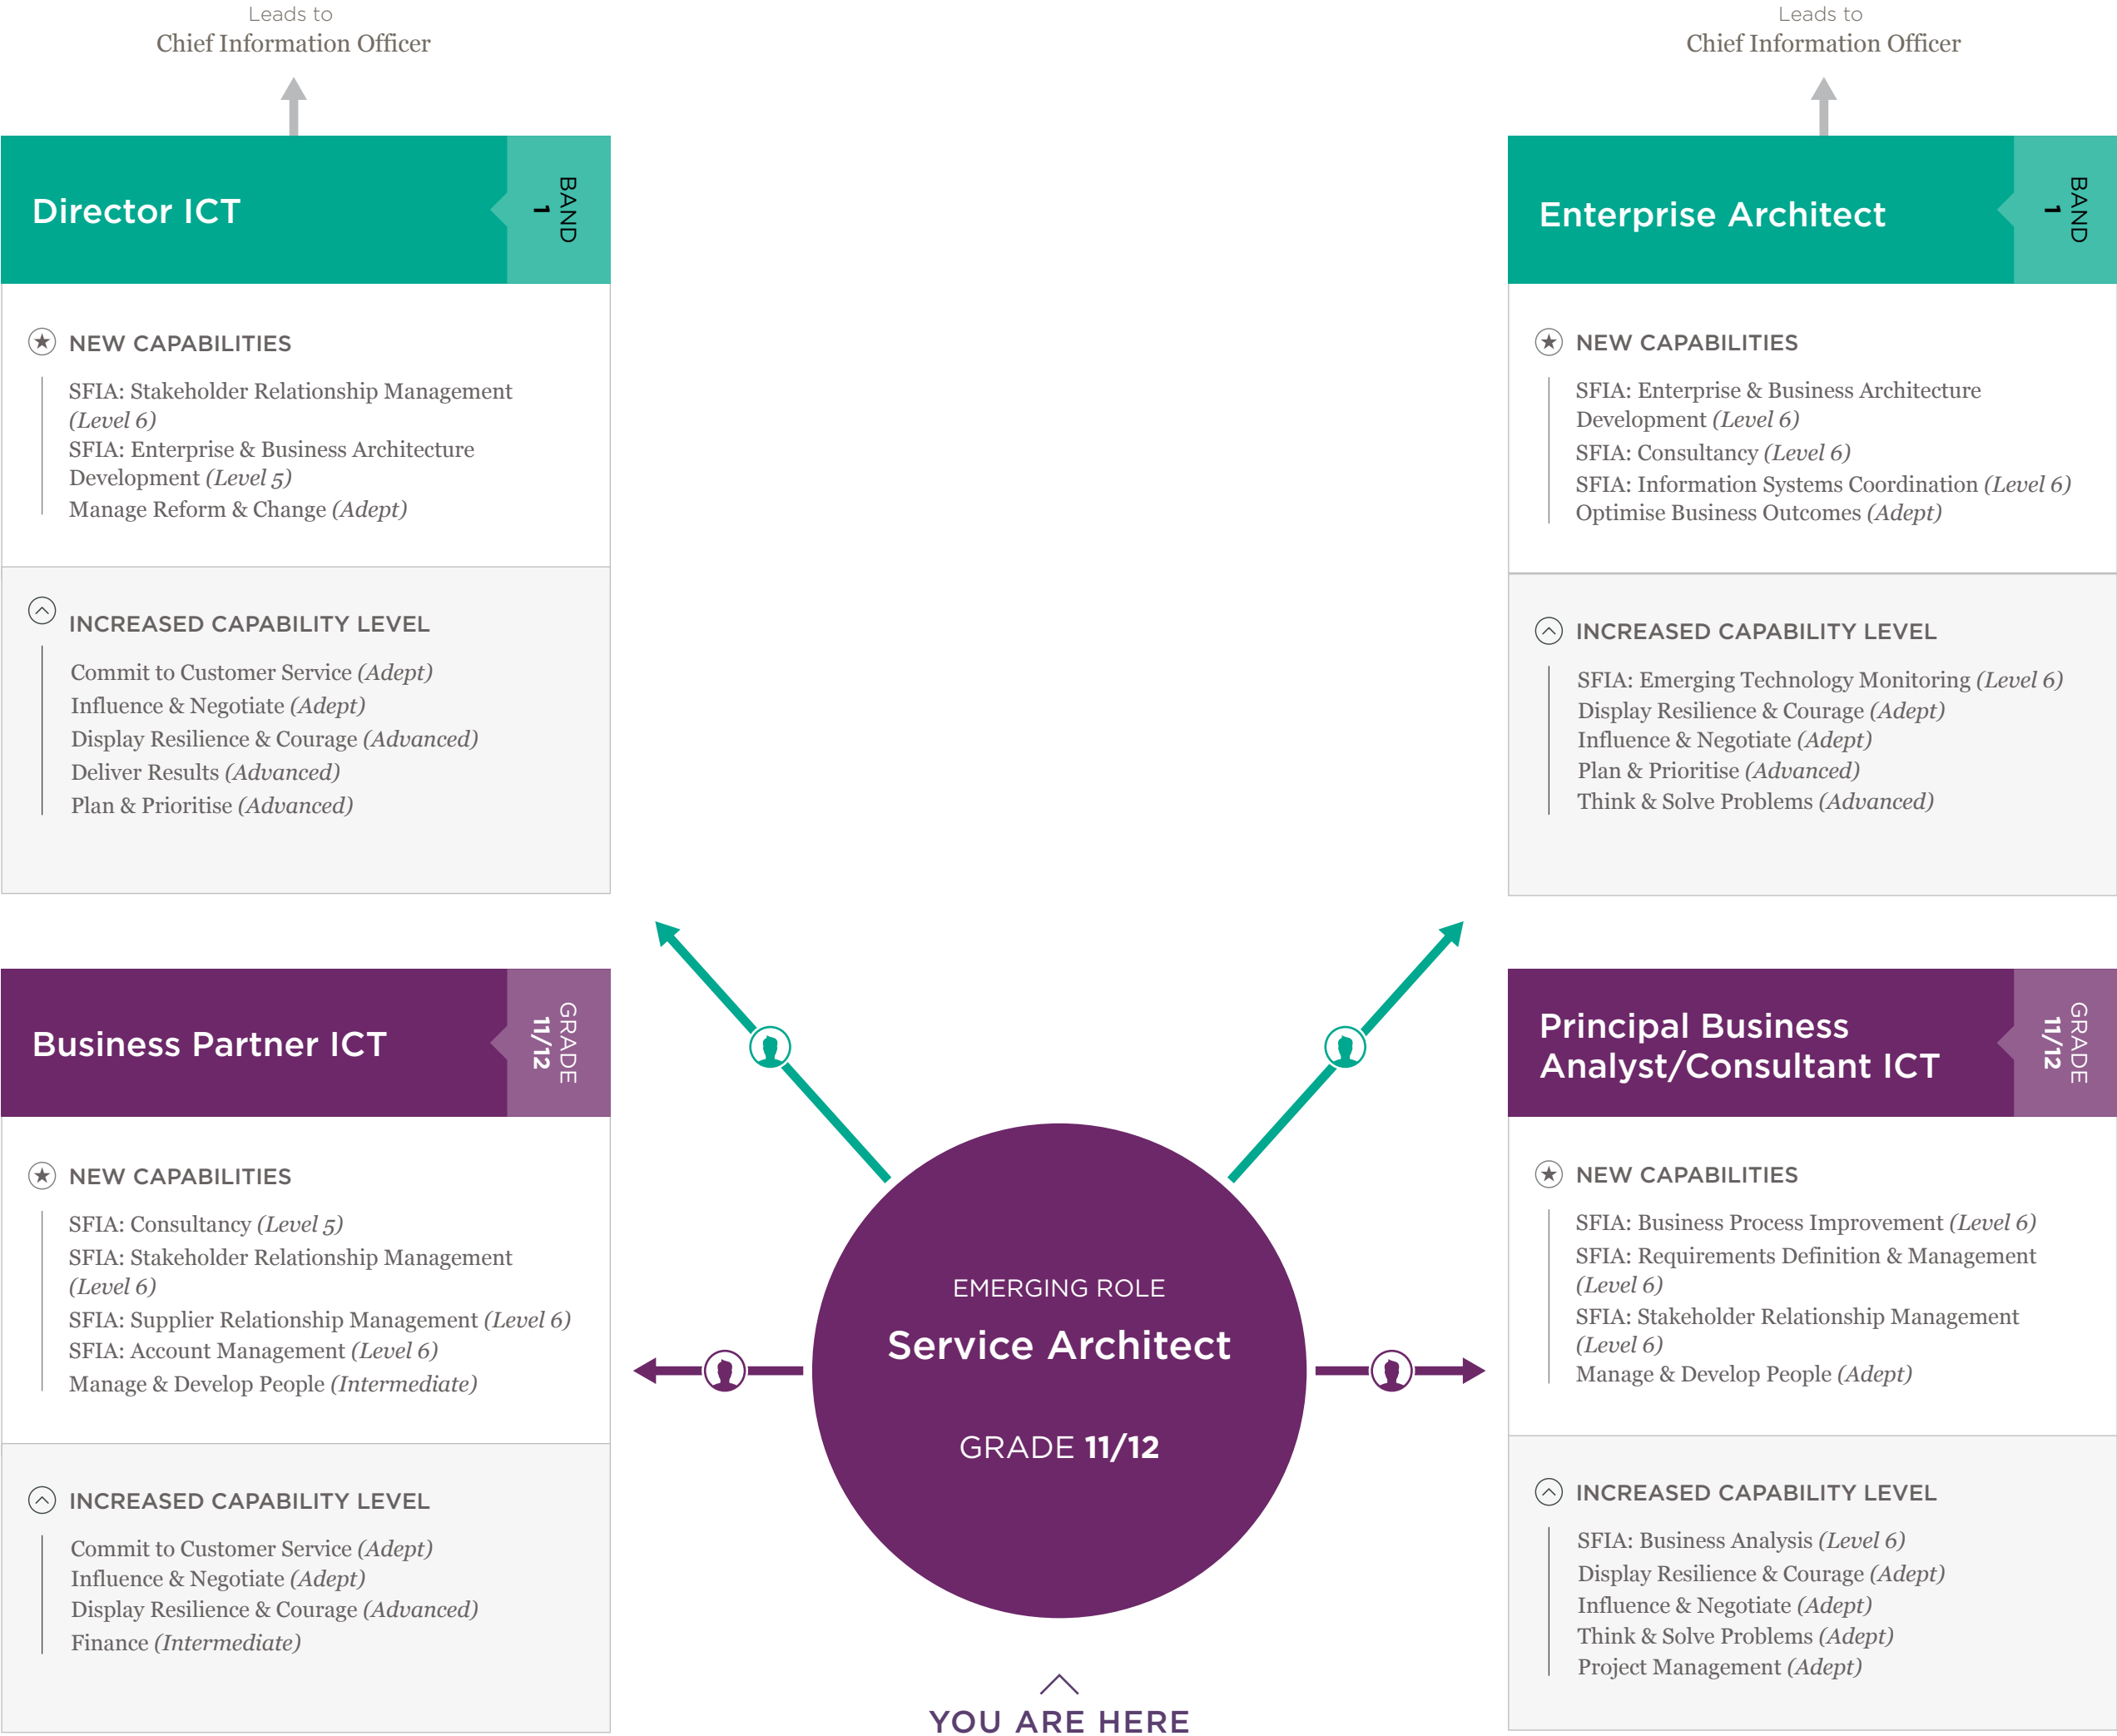 Leads to
Chief Information Officer
Director ICT
BAND
1
NEW CAPABILITIES
SFIA: Stakeholder Relationship Management
(Level 6)
SFIA: Enterprise & Business Architecture
Development (Level 5)
Manage Reform & Change (Adept)
INCREASED CAPABILITY LEVEL
Commit to Customer Service (Adept)
Influence & Negotiate (Adept)
Display Resilience & Courage (Advanced)
Deliver Results (Advanced)
Plan & Prioritise (Advanced)
Leads to
Chief Information Officer
Enterprise Architect
BAND
1
NEW CAPABILITIES
SFIA: Enterprise & Business Architecture
Development (Level 6)
SFIA: Consultancy (Level 6)
SFIA: Information Systems Coordination (Level 6)
Optimise Business Outcomes (Adept)
INCREASED CAPABILITY LEVEL
SFIA: Emerging Technology Monitoring (Level 6)
Display Resilience & Courage (Adept)
Influence & Negotiate (Adept)
Plan & Prioritise (Advanced)
Think & Solve Problems (Advanced)
Business Partner ICT
GRADE
11/12
NEW CAPABILITIES
SFIA: Consultancy (Level 5)
SFIA: Stakeholder Relationship Management
(Level 6)
SFIA: Supplier Relationship Management (Level 6)
SFIA: Account Management (Level 6)
Manage & Develop People (Intermediate)
INCREASED CAPABILITY LEVEL
Commit to Customer Service (Adept)
Influence & Negotiate (Adept)
Display Resilience & Courage (Advanced)
Finance (Intermediate)
EMERGING ROLE
Service Architect
GRADE 11/12
YOU ARE HERE
Principal Business
Analyst/Consultant ICT
GRADE
11/12
NEW CAPABILITIES
SFIA: Business Process Improvement (Level 6)
SFIA: Requirements Definition & Management
(Level 6)
SFIA: Stakeholder Relationship Management
(Level 6)
Manage & Develop People (Adept)
INCREASED CAPABILITY LEVEL
SFIA: Business Analysis (Level 6)
Display Resilience & Courage (Adept)
Influence & Negotiate (Adept)
Think & Solve Problems (Adept)
Project Management (Adept)